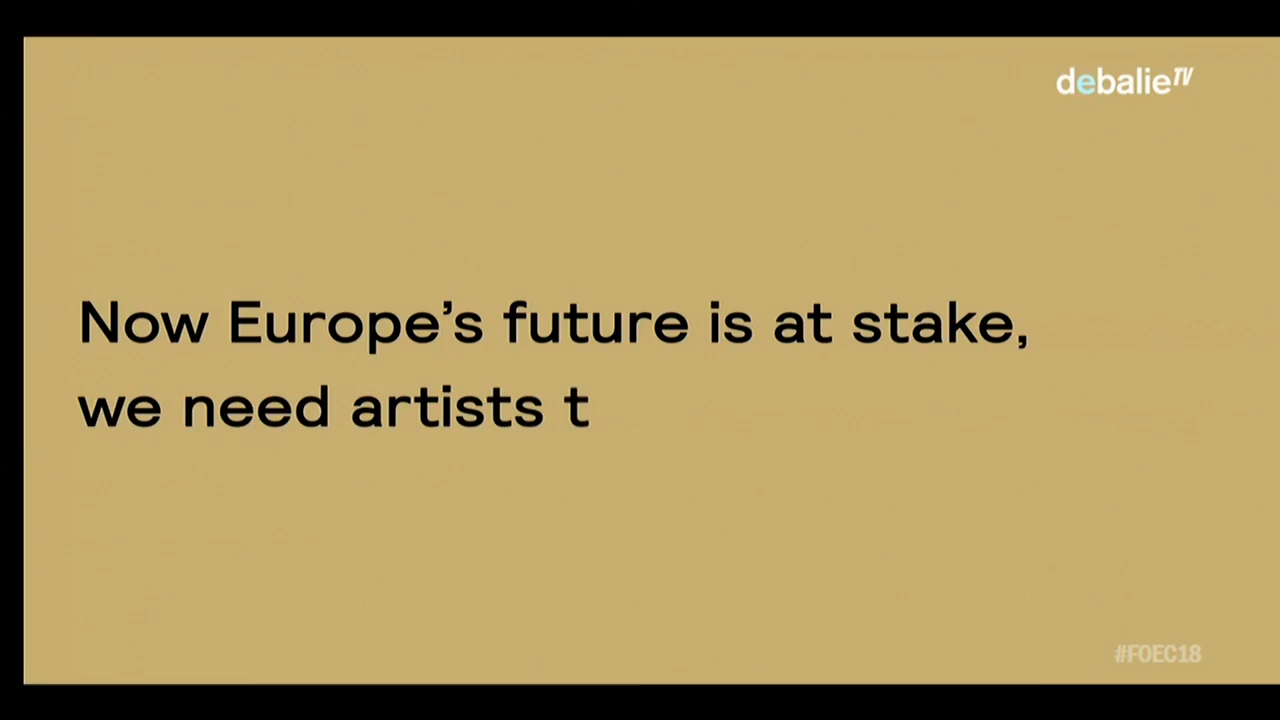 debalieTV
Now Europe’s future is at stake,
we need artists t
#FOEC18